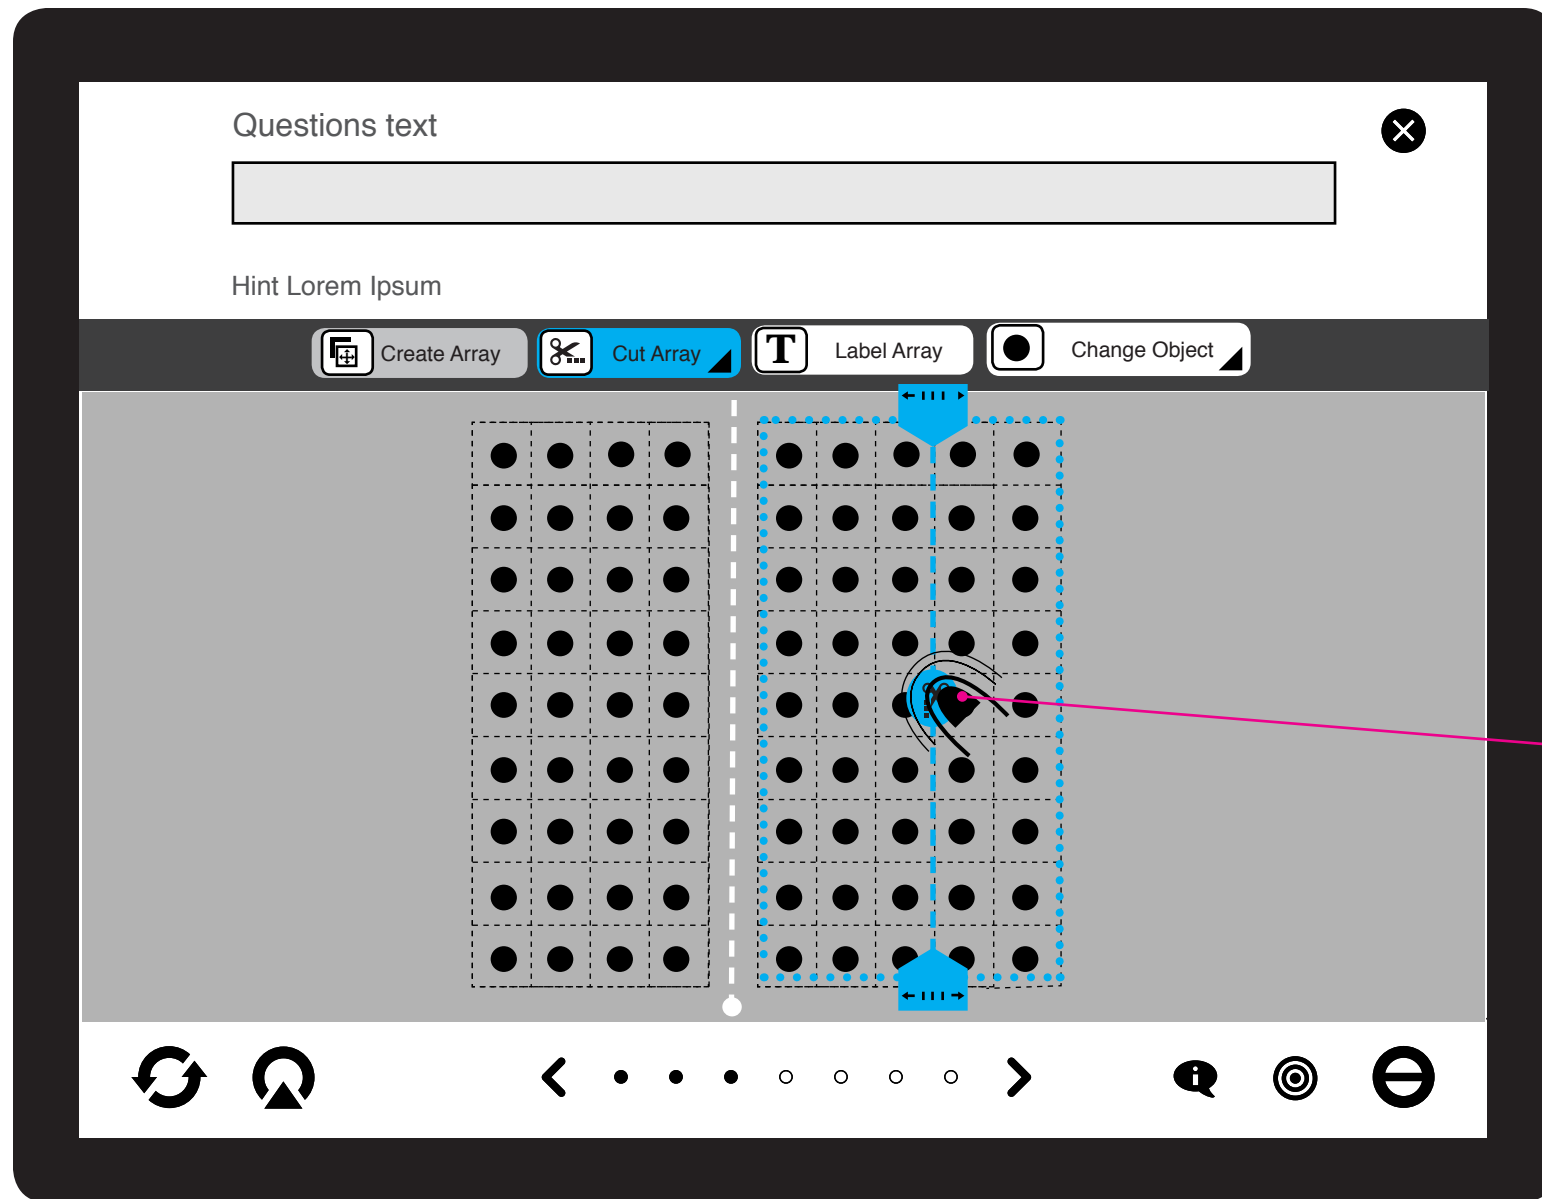 Questions text
Hint Lorem Ipsum
Create Array
Cut Array
T Label Array
Change Object
i